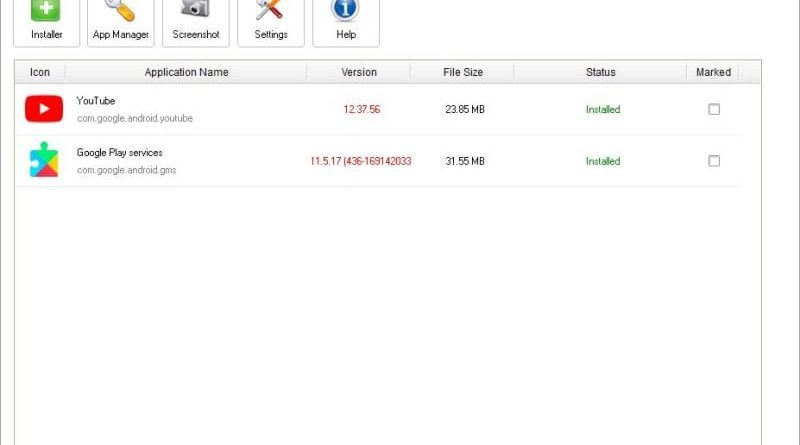 Installer App Manager Screenshot Settings Help
Icon Application Name Version File Size Status Marked
YouTube
com.google.android.youtube
12.37.56 23.85 MB Installed
Google Play services
com.google.android.gms
11.5.17 (436-169142033 31.55 MB Installed